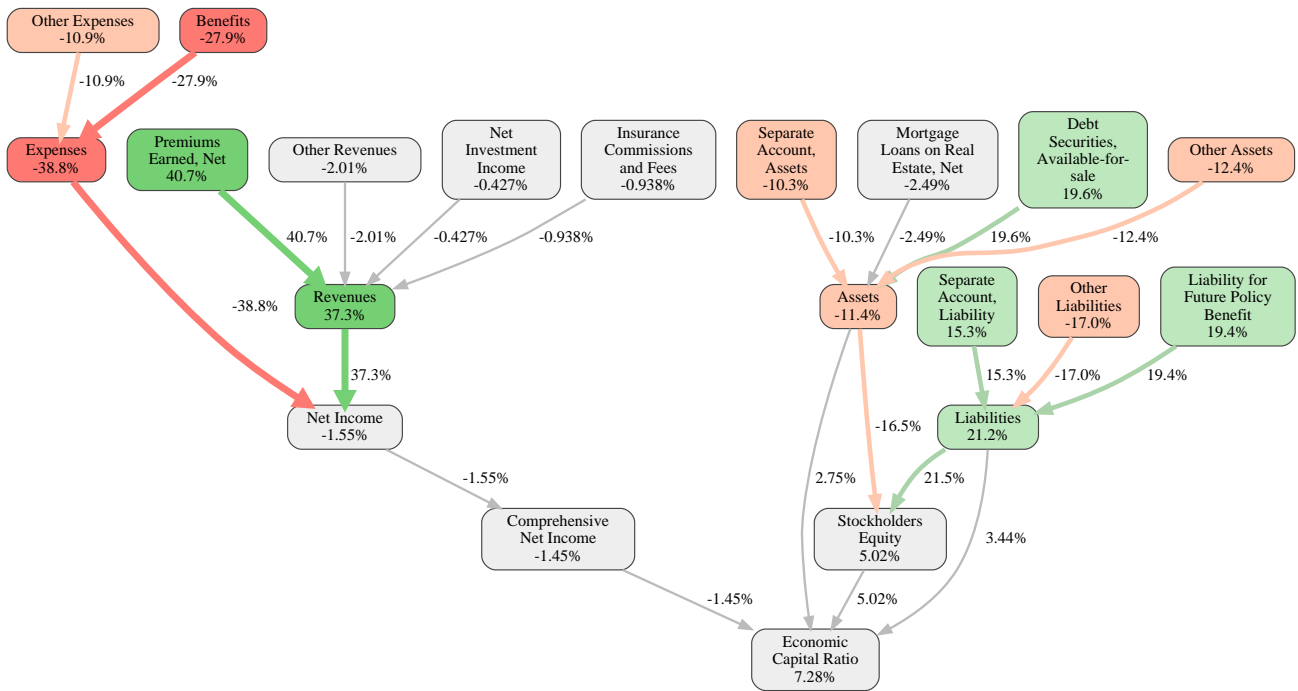 Other Expenses
-10.9%
Benefits
-27.9%
-10.9%
-27.9%
Expenses
-38.8%
Premiums
Earned, Net
40.7%
Other Revenues
-2.01%
Net
Investment
Income
-0.427%
Insurance
Commissions
and Fees
-0.938%
Separate
Account,
Assets
-10.3%
Mortgage
Loans on Real
Estate, Net
-2.49%
Debt
Securities,
Available-for-
sale
19.6%
Other Assets
-12.4%
40.7%
-2.01%
-0.427%
-0.938%
-10.3%
-2.49%
19.6%
-12.4%
-38.8%
Revenues
37.3%
Assets
-11.4%
Separate
Account,
Liability
15.3%
Other
Liabilities
-17.0%
Liability for
Future Policy
Benefit
19.4%
37.3%
15.3%
-17.0%
19.4%
Net Income
-1.55%
-16.5%
Liabilities
21.2%
-1.55%
2.75%
21.5%
Comprehensive
Net Income
-1.45%
Stockholders
Equity
5.02%
3.44%
-1.45%
5.02%
Economic
Capital Ratio
7.28%